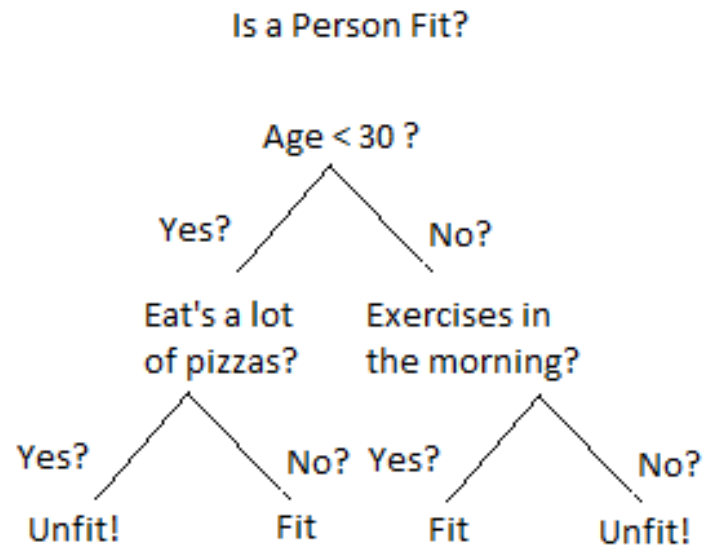 Is a Person Fit?
Age < 30 ?
Yes?
No?
Eat's a lot
of pizzas?
Exercises in
the morning?
Yes?
No?
Yes?
No?
Unfit!
Fit
Fit
Unfit!